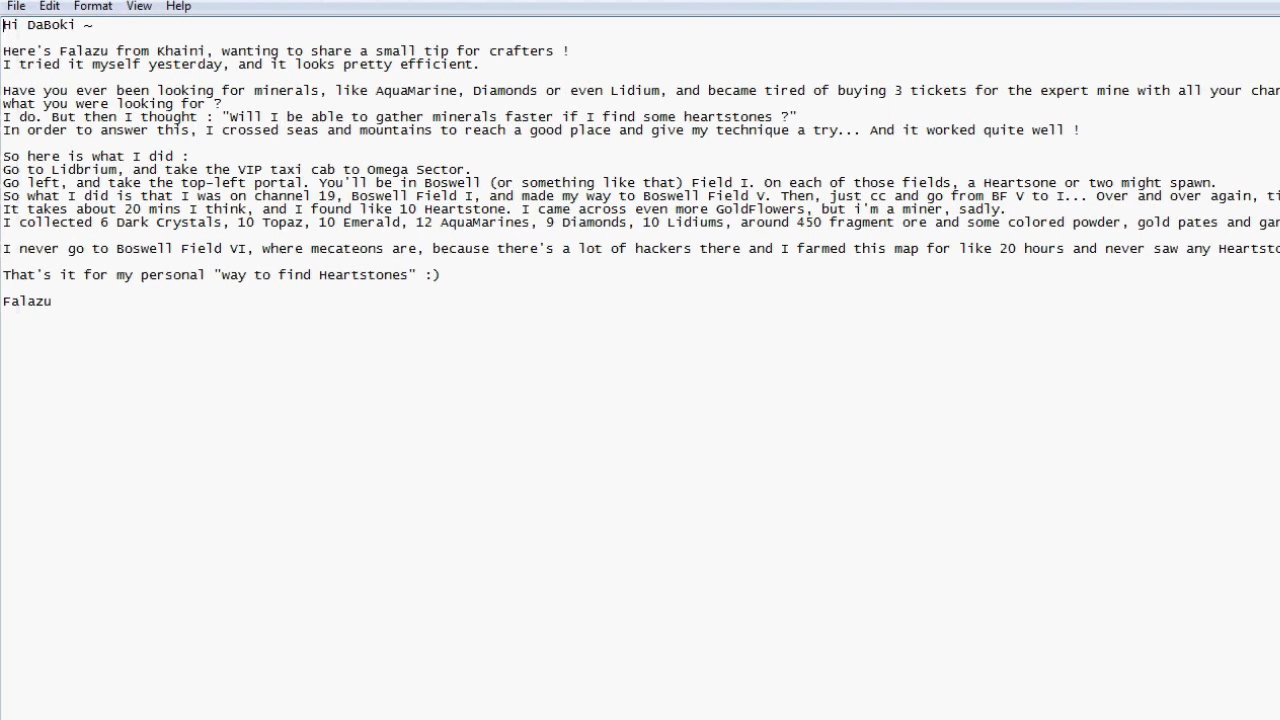 File Edit Format View Help
Hi DaBoki ~
Here's Falazu from Khaini, wanting to share a small tip for crafters !
I tried it myself yesterday, and it looks pretty efficient.
Have you ever been looking for minerals, like AquaMarine, Diamonds or even Lidium, and became tired of buying 3 tickets for the expert mine with all your
what you were looking for ?
I do. But then I thought : "Will I be able to gather minerals faster if I find some heartstones ?"
In order to answer this, I crossed seas and mountains to reach a good place and give my technique a try... And it worked quite well !
So here is what I did :
Go to Lidbrium, and take the VIP taxi cab to Omega Sector.
Go left, and take the top-left portal. You'll be in Boswell (or something like that) Field I. On each of those fields, a Heartsone or two might spawn.
So what I did is that I was on channel 19, Boswell Field I, and made my way to Boswell Field V. Then, just cc and go from BF V to I... Over and over again,
It takes about 20 mins I think, and I found like 10 Heartstone. I came across even more GoldFlowers, but i'm a miner, sadly.
I collected 6 Dark Crystals, 10 Topaz, 10 Emerald, 12 AquaMarines, 9 Diamonds, 10 Lidiums, around 450 fragment ore and some colored powder, gold pates and
I never go to Boswell Field VI, where mecateons are, because there's a lot of hackers there and I farmed this map for like 20 hours and never saw any
That's it for my personal "way to find Heartstones" :)
Falazu